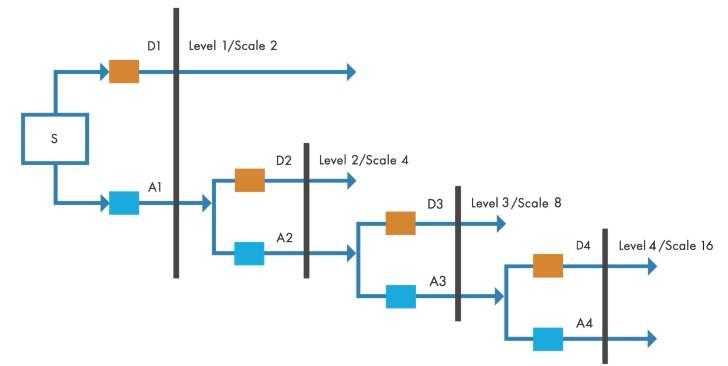 D1
Level 1/Scale 2
S
A1
D2
Level 2/Scale 4
A2
D3
Level 3/Scale 8
A3
D4
Level 4/Scale 16
A4